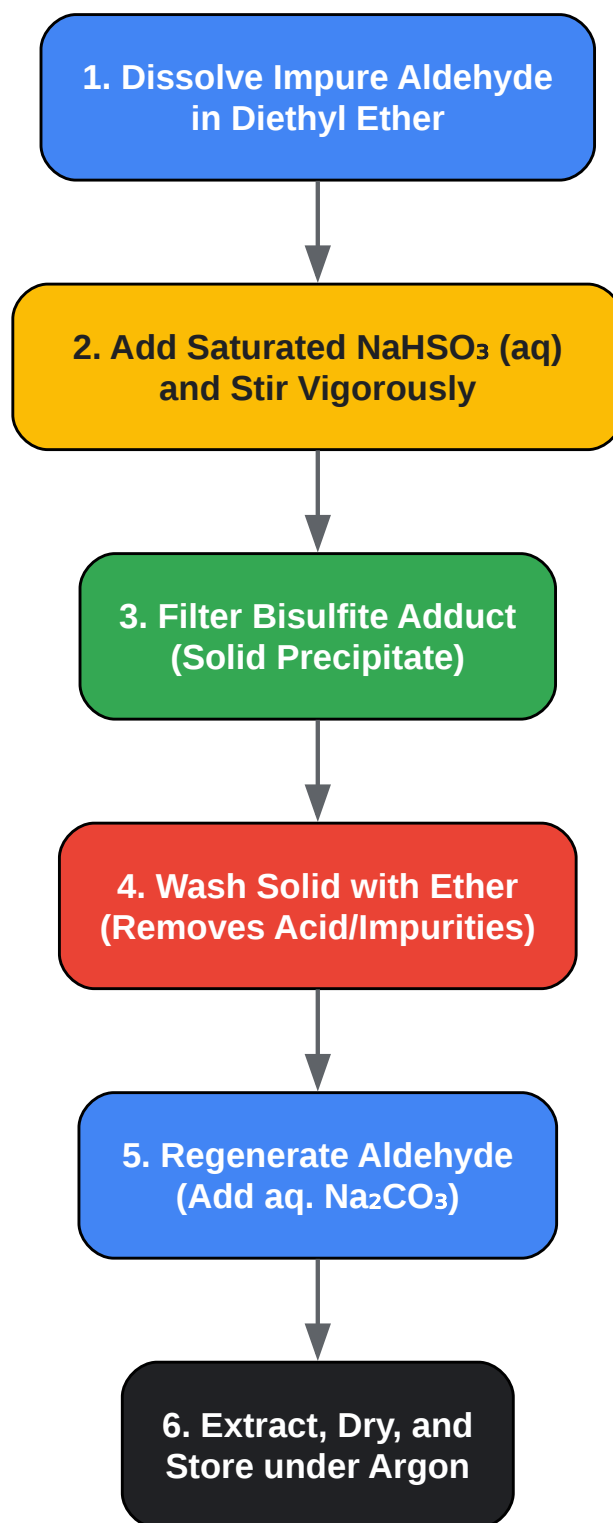 1. Dissolve Impure Aldehyde
in Diethyl Ether
2. Add Saturated NaHSO₃ (aq)
and Stir Vigorously
3. Filter Bisulfite Adduct
(Solid Precipitate)
4. Wash Solid with Ether
(Removes Acid/Impurities)
5. Regenerate Aldehyde
(Add aq. Na₂CO₃)
6. Extract, Dry, and
Store under Argon